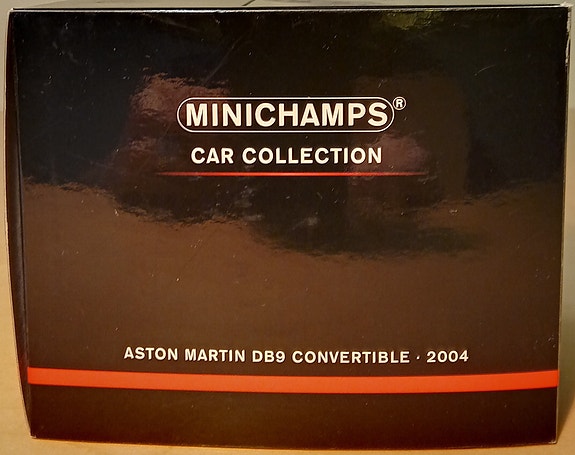 MINICHAMPS®
CAR COLLECTION
ASTON MARTIN DB9 CONVERTIBLE · 2004